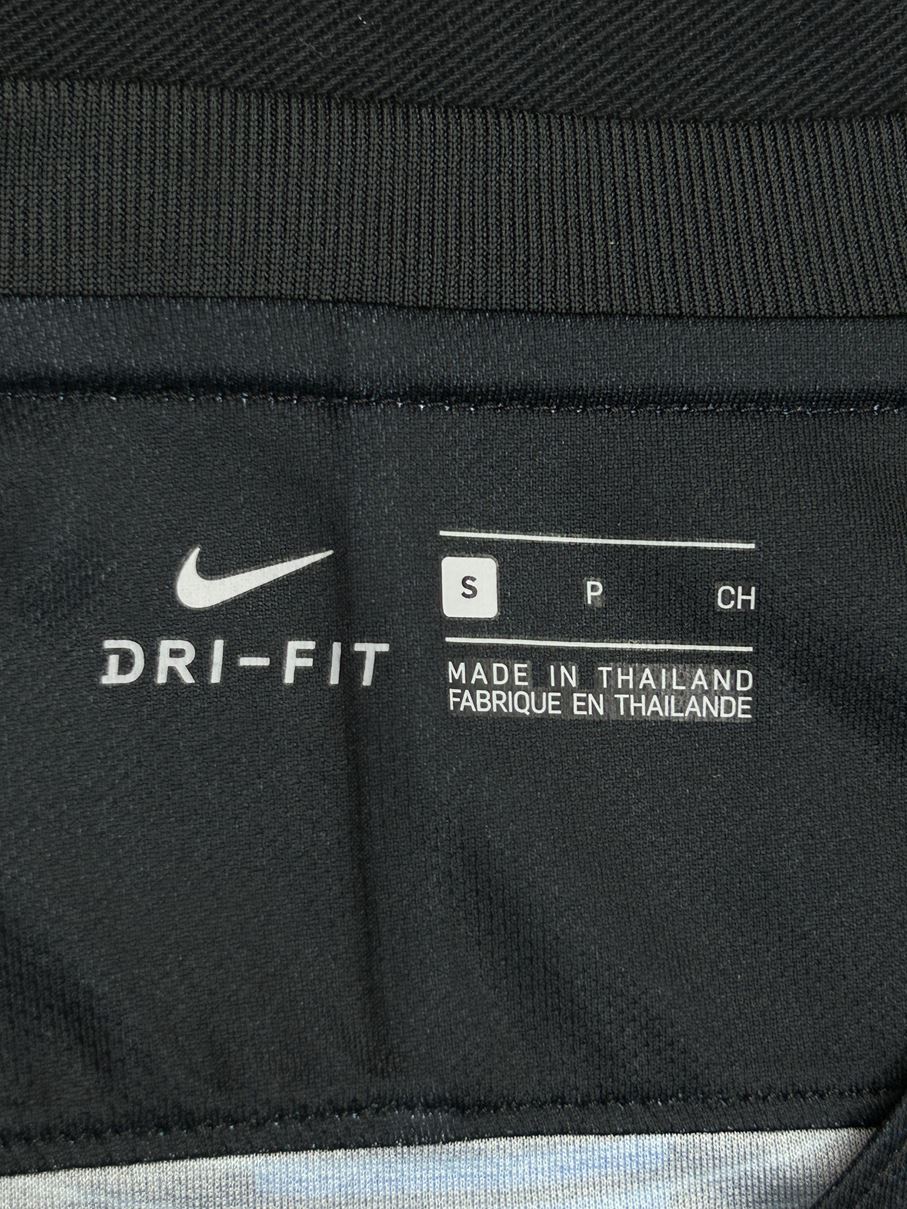 DRI-FIT
S P CH
MADE IN THAILAND
FABRIQUE EN THAILANDE